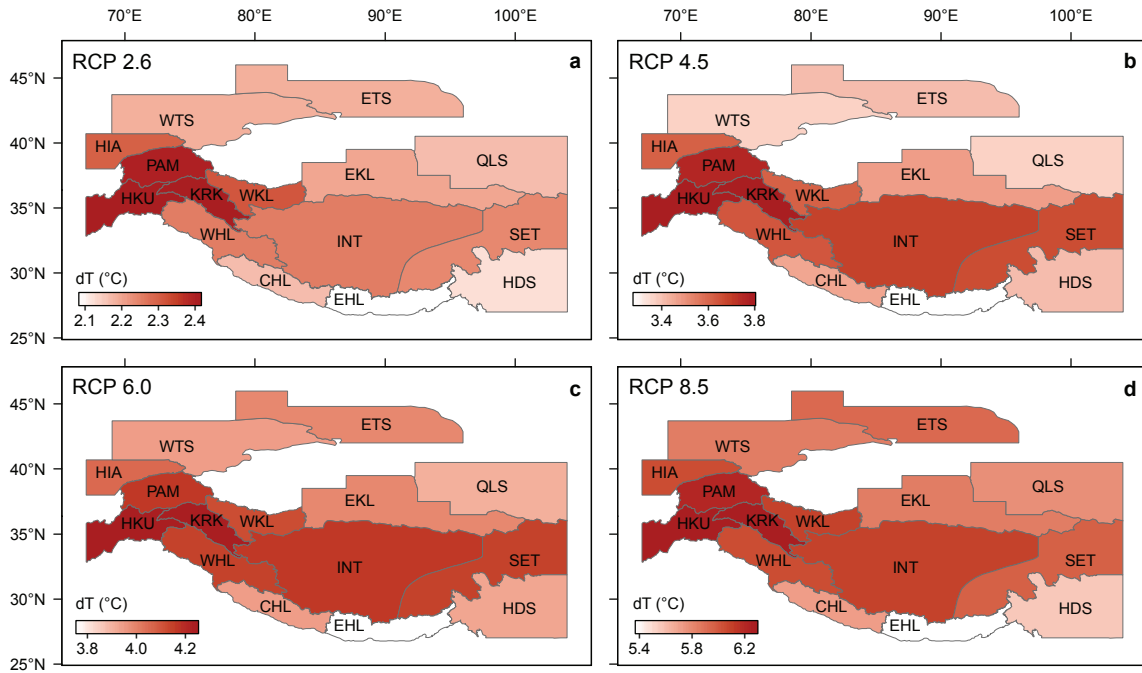 70°E 80°E 90°E 100°E 70°E 80°E 90°E 100°E
RCP 2.6 a
45°N
ETS
WTS
40°N
HIA
PAM
QLS
EKL
HKU KRK WKL
35°N
WHL INT SET
30°N
dT (°C) CHL HDS
EHL
2.1 2.2 2.3 2.4
25°N
RCP 4.5 b
ETS
WTS
HIA
PAM
QLS
EKL
HKU KRK WKL
WHL INT SET
dT (°C) CHL HDS
EHL
3.4 3.6 3.8
RCP 6.0 c
45°N
ETS
WTS
40°N
HIA
PAM
QLS
EKL
HKU KRK WKL
35°N
WHL INT SET
30°N
dT (°C) CHL HDS
EHL
3.8 4.0 4.2
25°N
RCP 8.5 d
ETS
WTS
HIA
PAM
QLS
EKL
HKU KRK WKL
WHL INT SET
dT (°C) CHL HDS
EHL
5.4 5.8 6.2